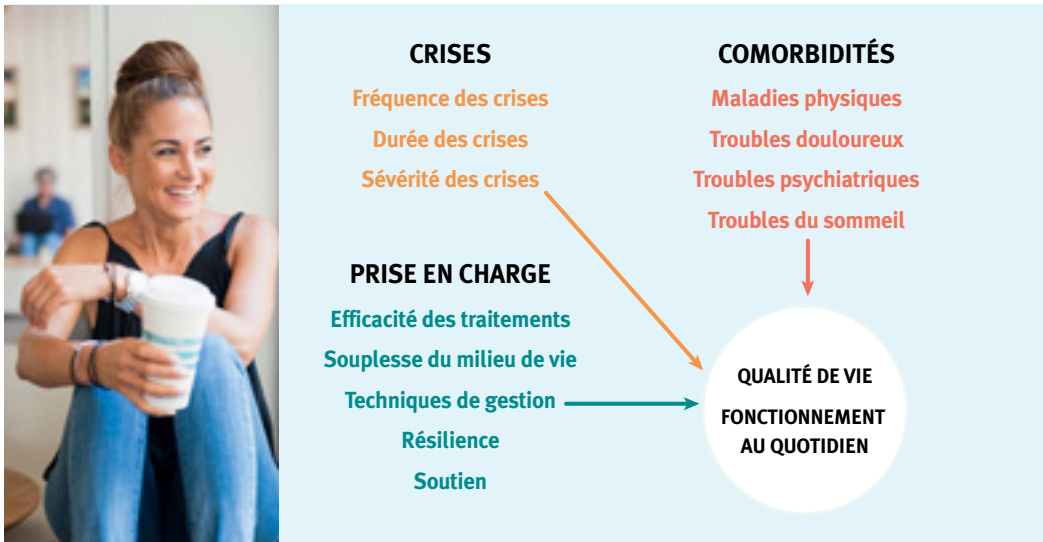 CRISES
Fréquence des crises
Durée des crises
Sévérité des crises
COMORBIDITÉS
Maladies physiques
Troubles douloureux
Troubles psychiatriques
Troubles du sommeil
PRISE EN CHARGE
Efficacité des traitements
Souplesse du milieu de vie
Techniques de gestion
Résilience
Soutien
QUALITÉ DE VIE
FONCTIONNEMENT
AU QUOTIDIEN